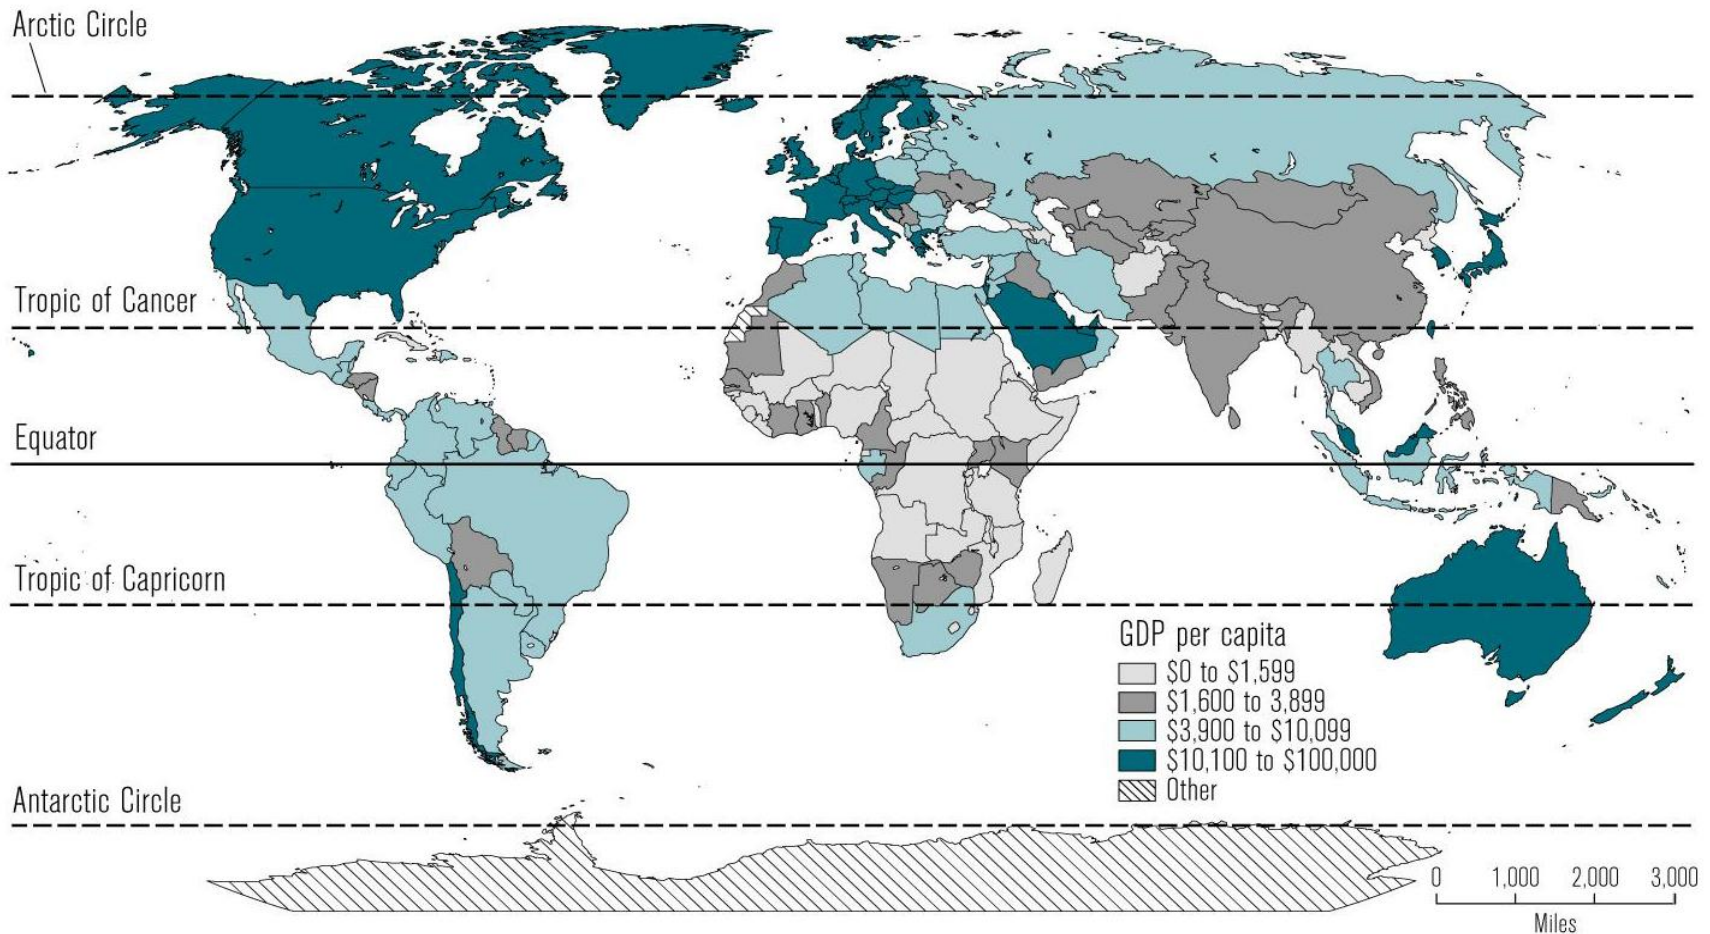 Arctic Circle
Tropic of Cancer
Equator
Tropic of Capricorn
GDP per capita
$0 to $1,599
$1,600 to 3,899
$3,900 to $10,099
$10,100 to $100,000
Other
Antarctic Circle
0 1,000 2,000 3,000
Miles